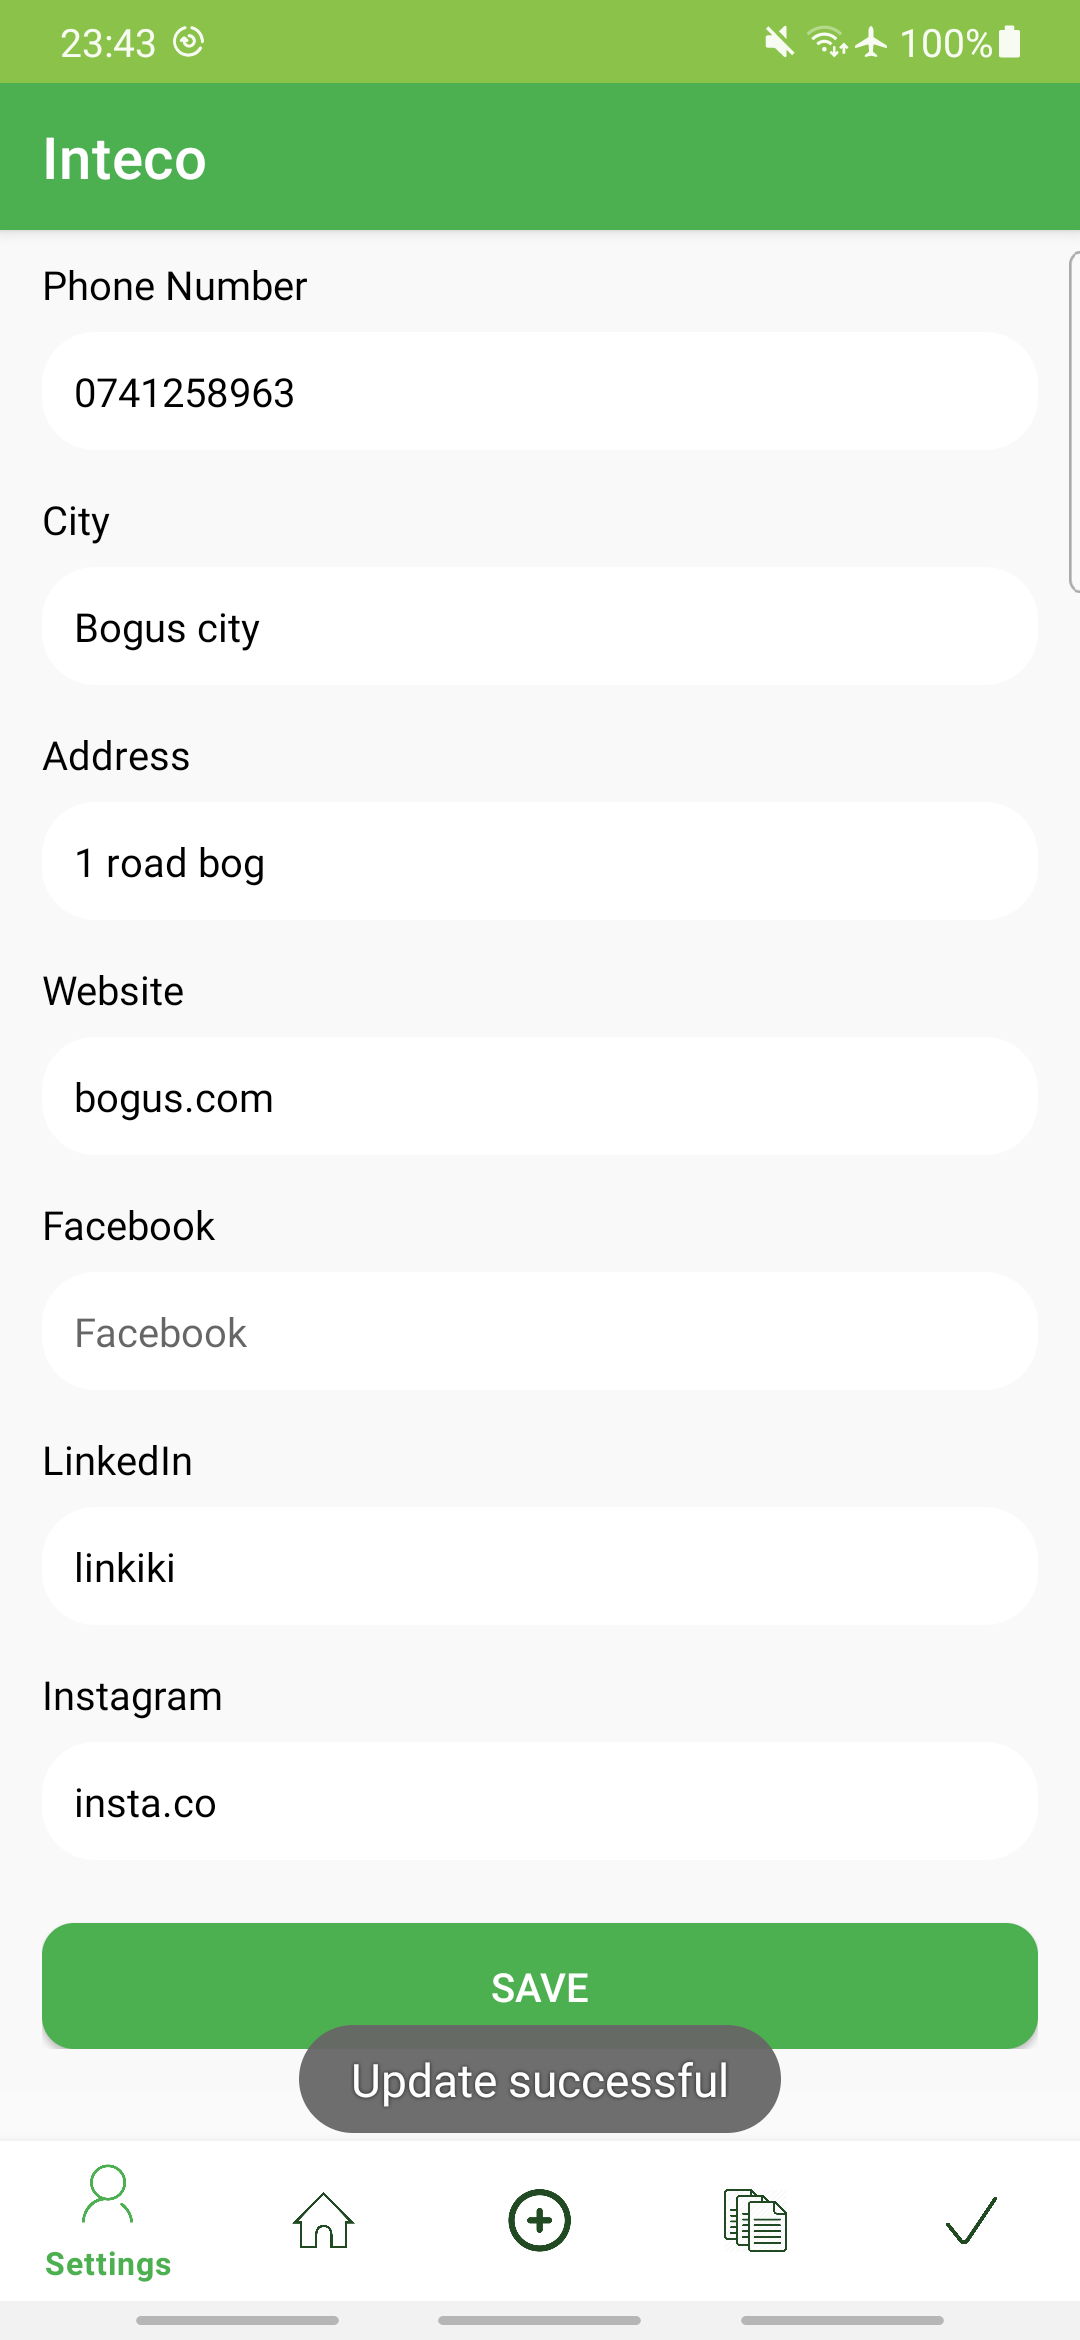 23:43
100%
Inteco
Phone Number
0741258963
City
Bogus city
Address
1 road bog
Website
bogus.com
Facebook
Facebook
LinkedIn
linkiki
Instagram
insta.co
SAVE
Update successful
Settings